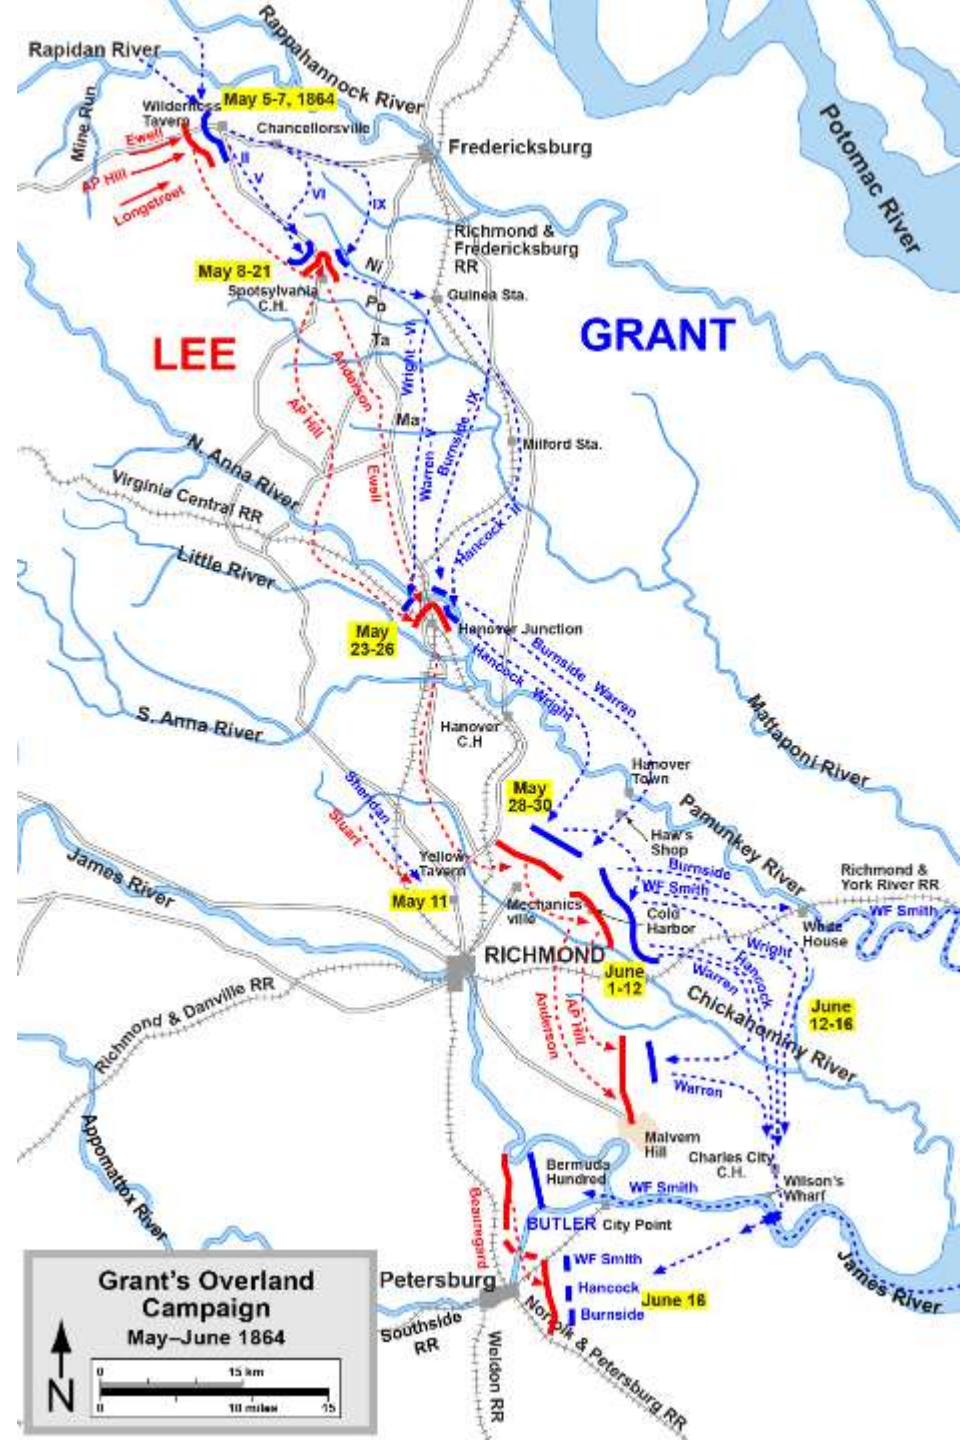 Rapidan River
Rappahannock River
Mine Run
Wilderness
Tavern
May 5-7, 1864
Chancellorsville
Fredericksburg
Potomac River
Ewell
AP Hill
Longstreet
II
V
VI
IX
Richmond &
Fredericksburg
RR
May 8-21
Spotsylvania
C.H.
Ni
Po
Ta
Ma
Guinea Sta.
LEE
GRANT
Anderson
AP Hill
Ewell
Wright - VI
Warren - V
Burnside - IX
Hancock - II
Milford Sta.
N. Anna River
Virginia Central RR
Little River
May
23-26
Hanover Junction
Hancock Wright
Burnside Warren
S. Anna River
Hanover
C.H
Mattaponi River
Hanover
Town
May
28-30
Haw's
Shop
Pamunkey River
Sheridan
Stuart
Yellow
Tavern
May 11
James River
Mechanics
ville
Burnside
WF Smith
Cold
Harbor
Richmond &
York River RR
WF Smith
White
House
RICHMOND
June
1-12
Wright
Hancock
Warren
June
12-16
Chickahominy River
Richmond & Danville RR
Anderson
AP Hill
Warren
Malvern
Hill
Charles City
C.H.
Appomattox River
Bermuda
Hundred
WF Smith
Wilson's
Wharf
Beauregard
BUTLER
City Point
James River
WF Smith
Hancock
Burnside
June 16
Petersburg
Southside
RR
Weldon RR
Norfolk & Petersburg RR
Grant's Overland
Campaign
May–June 1864
N
0 15 km
0 10 miles 15